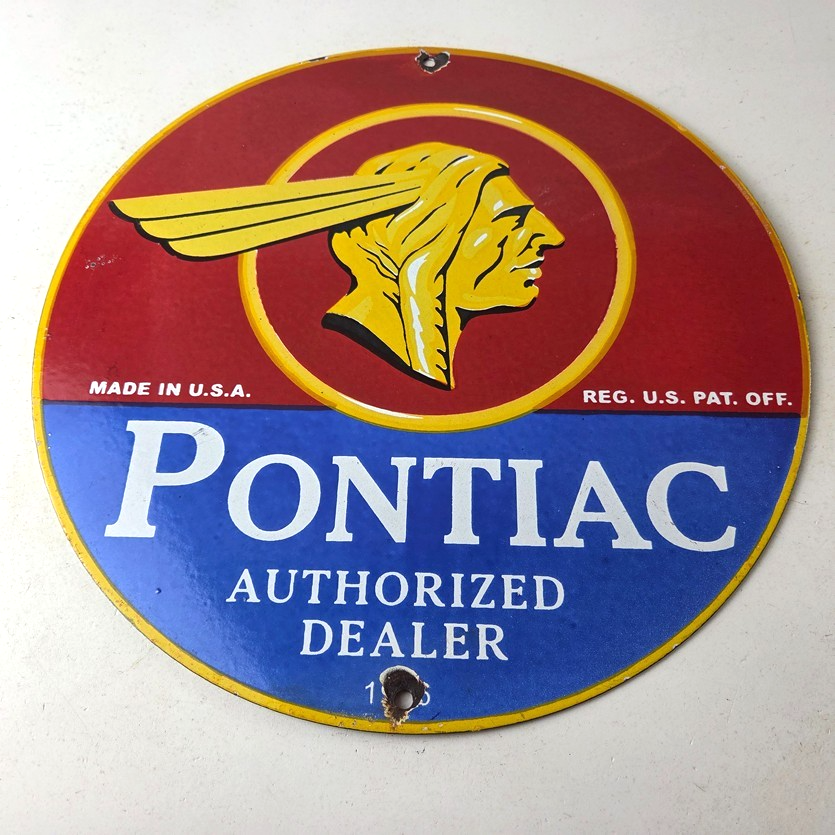 MADE IN U.S.A.
REG. U.S. PAT. OFF.
PONTIAC
AUTHORIZED
DEALER